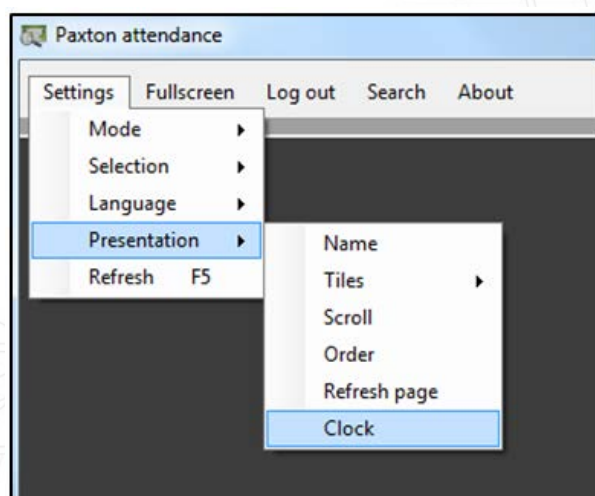 Paxton attendance
Settings Fullscreen Log out Search About
Mode
Selection
Language
Presentation
Refresh F5
Name
Tiles
Scroll
Order
Refresh page
Clock